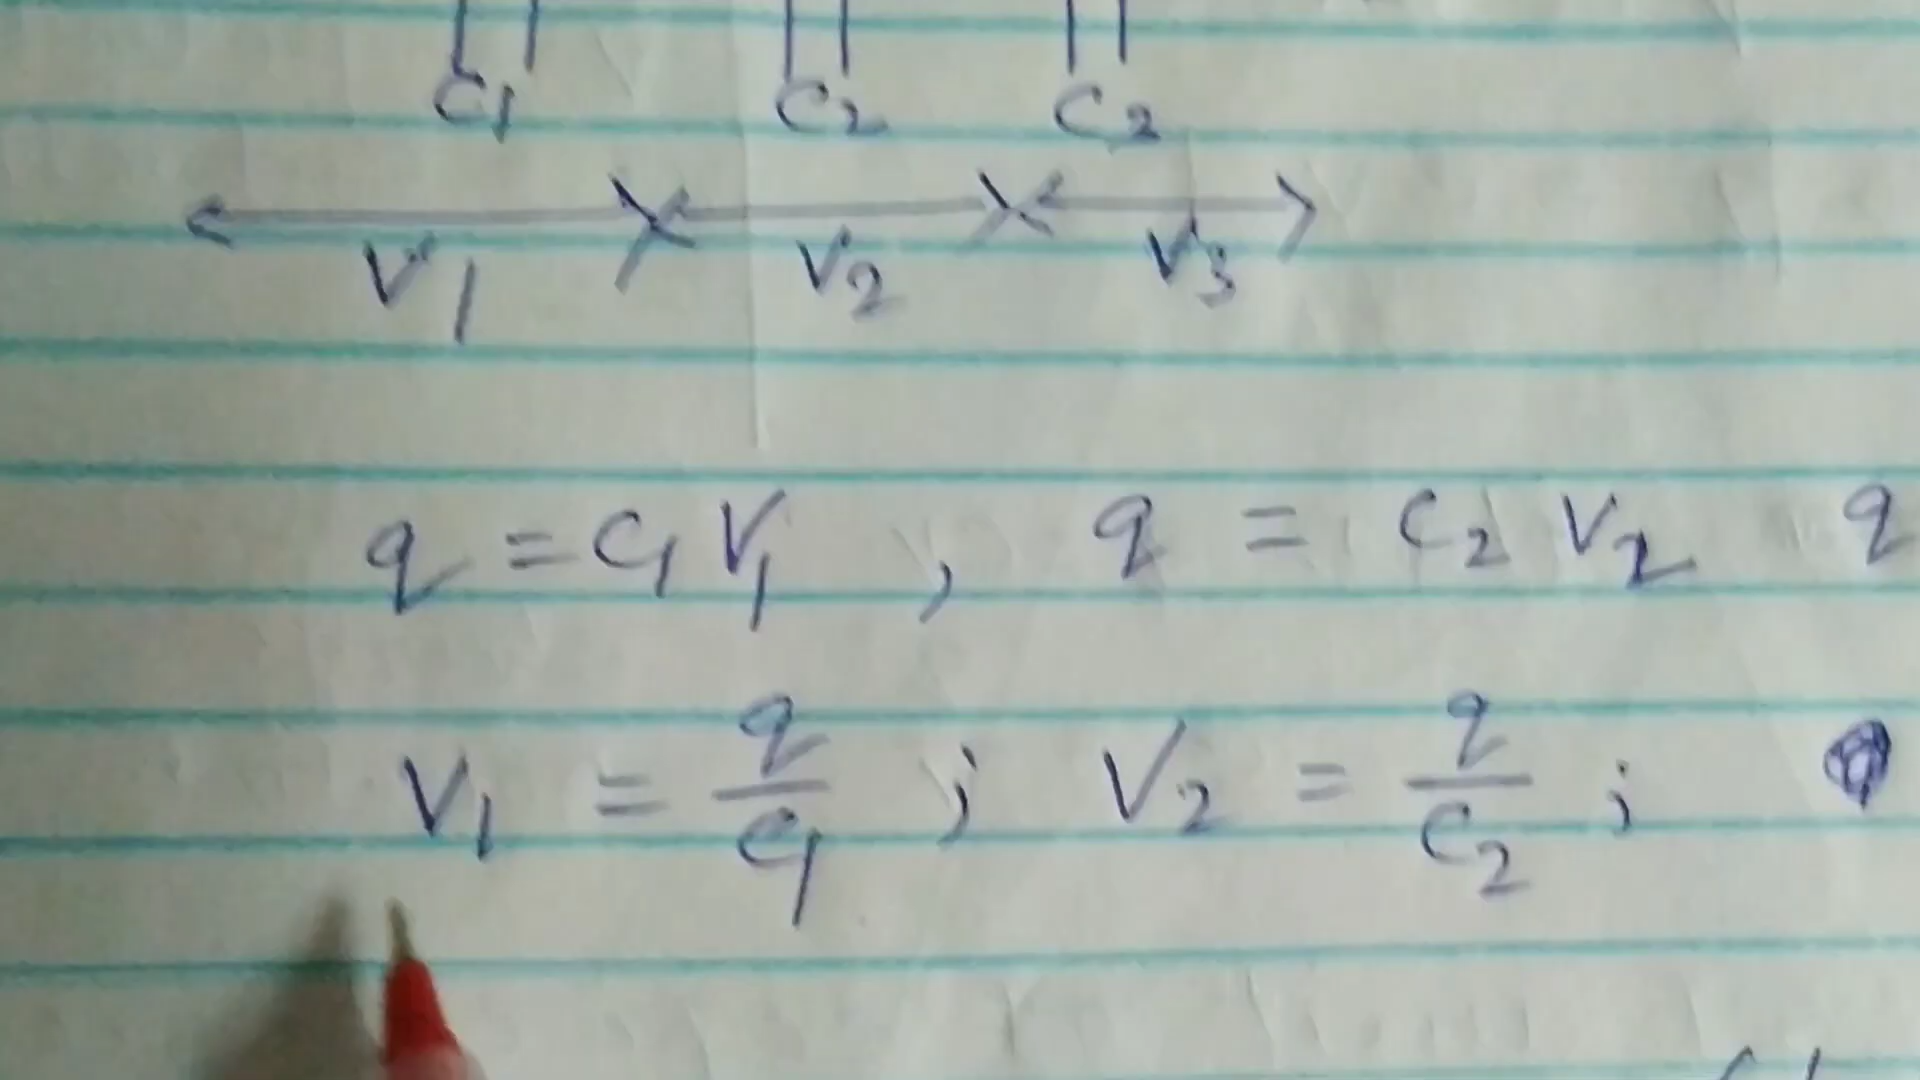 C1 C2 C2
V1 V2 V3
q = C1 V1 , q = C2 V2 q
V1 = q/C1 ; V2 = q/C2 ;